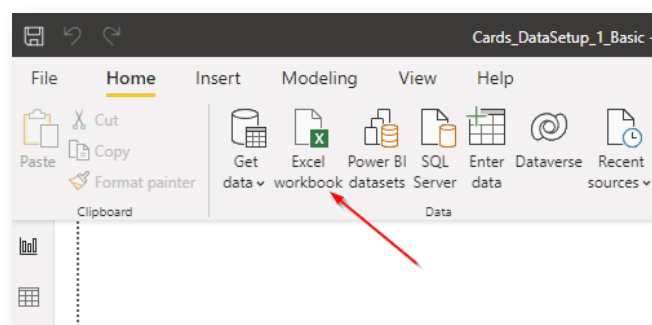 Cards_DataSetup_1_Basic -
File Home Insert Modeling View Help
Paste
Cut
Copy
Format painter
Clipboard
Get
data
Excel
workbook
Power BI
datasets
SQL
Server
Enter
data
Dataverse
Recent
sources
Data